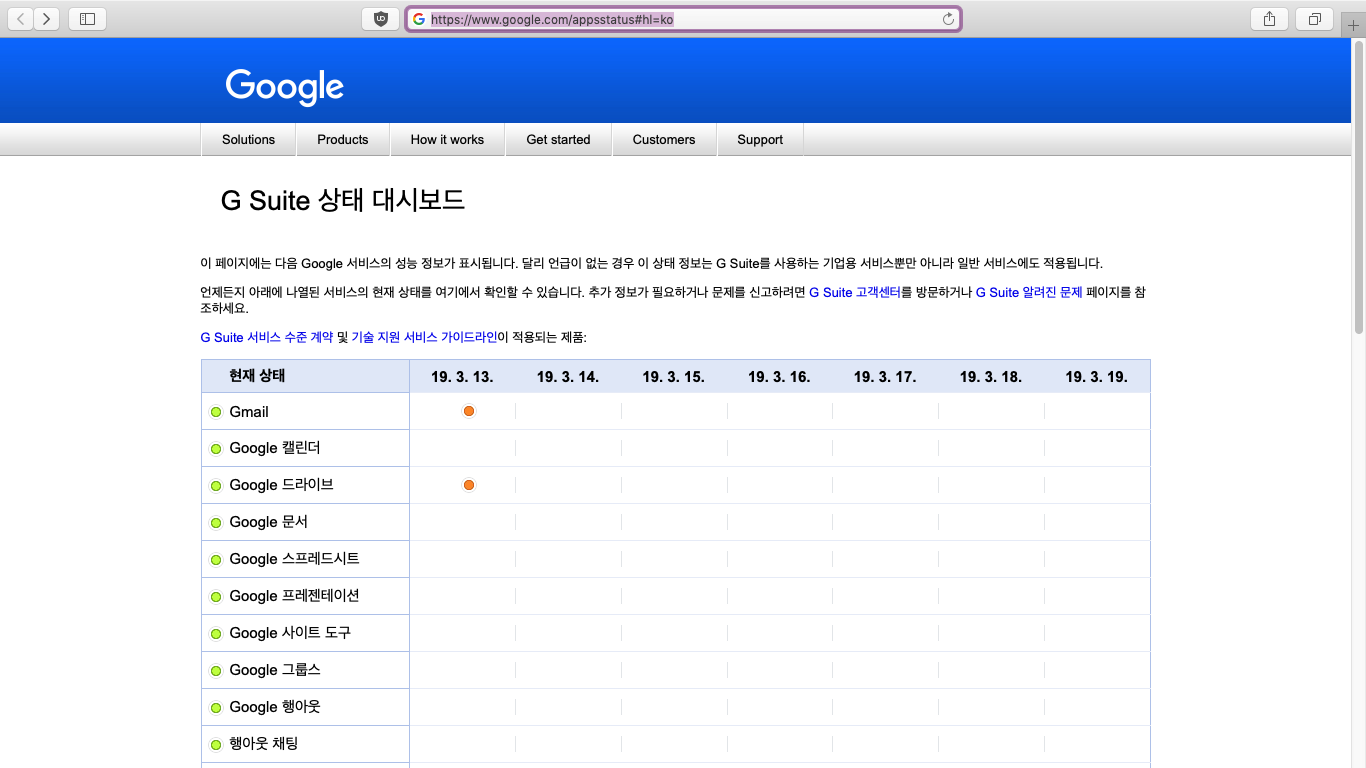 https://www.google.com/appsstatus#hl=ko
Google
Solutions Products How it works Get started Customers Support
G Suite 상태 대시보드
이 페이지에는 다음 Google 서비스의 성능 정보가 표시됩니다. 달리 언급이 없는 경우 이 상태 정보는 G Suite를 사용하는 기업용 서비스뿐만 아니라 일반 서비스에도 적용됩니다.
언제든지 아래에 나열된 서비스의 현재 상태를 여기에서 확인할 수 있습니다. 추가 정보가 필요하거나 문제를 신고하려면 G Suite 고객센터를 방문하거나 G Suite 알려진 문제 페이지를 참
조하세요.
G Suite 서비스 수준 계약 및 기술 지원 서비스 가이드라인이 적용되는 제품:
현재 상태 19. 3. 13. 19. 3. 14. 19. 3. 15. 19. 3. 16. 19. 3. 17. 19. 3. 18. 19. 3. 19.
Gmail
Google 캘린더
Google 드라이브
Google 문서
Google 스프레드시트
Google 프레젠테이션
Google 사이트 도구
Google 그룹스
Google 행아웃
행아웃 채팅